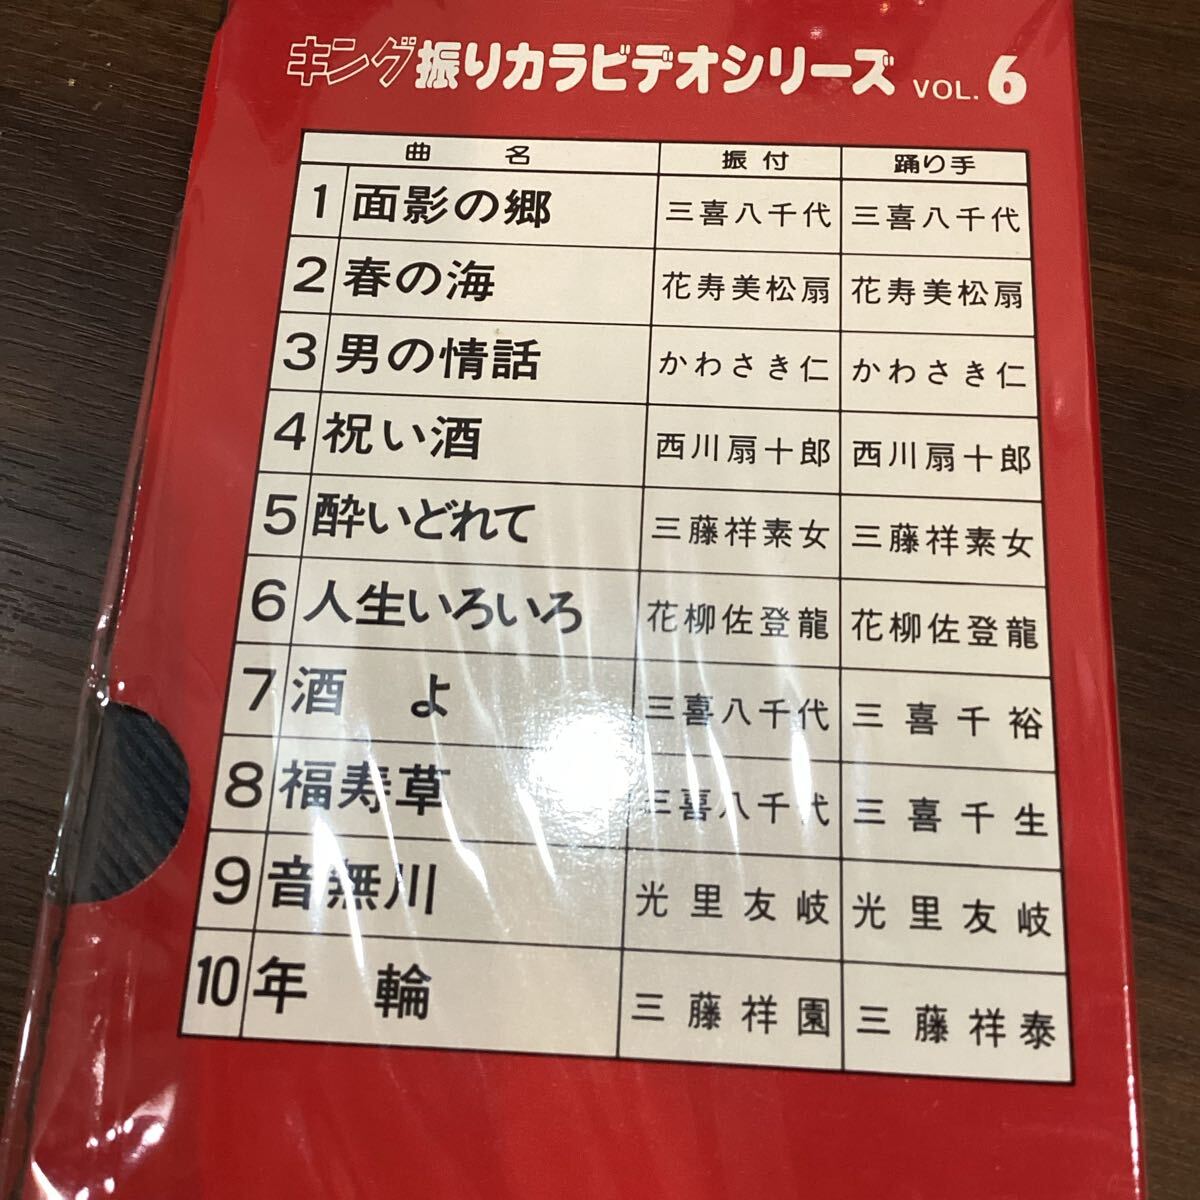 キング振りカラビデオシリーズ VOL. 6
曲 名 振付 踊り手
1 面影の郷 三喜八千代 三喜八千代
2 春の海 花寿美松扇 花寿美松扇
3 男の情話 かわさき仁 かわさき仁
4 祝い酒 西川扇十郎 西川扇十郎
5 酔いどれて 三藤祥素女 三藤祥素女
6 人生いろいろ 花柳佐登龍 花柳佐登龍
7 酒 よ 三喜八千代 三喜千裕
8 福寿草 三喜八千代 三喜千生
9 音無川 光里友岐 光里友岐
10 年 輪 三藤祥園 三藤祥泰